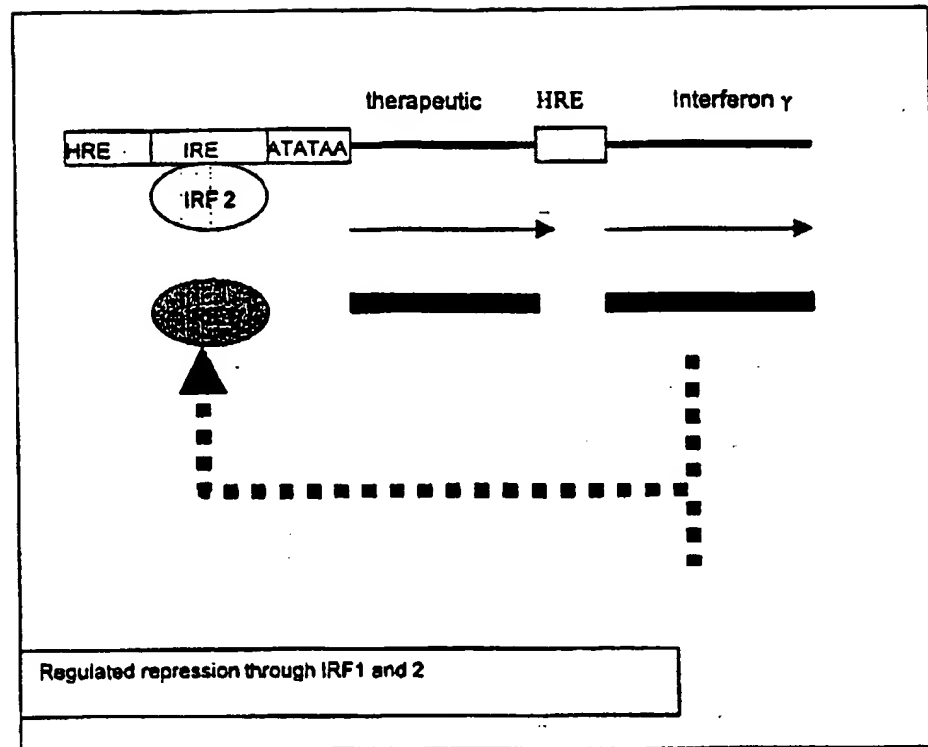 therapeutic HRE Interferon γ
HRE IRE ATATAA
IRF 2
Regulated repression through IRF1 and 2